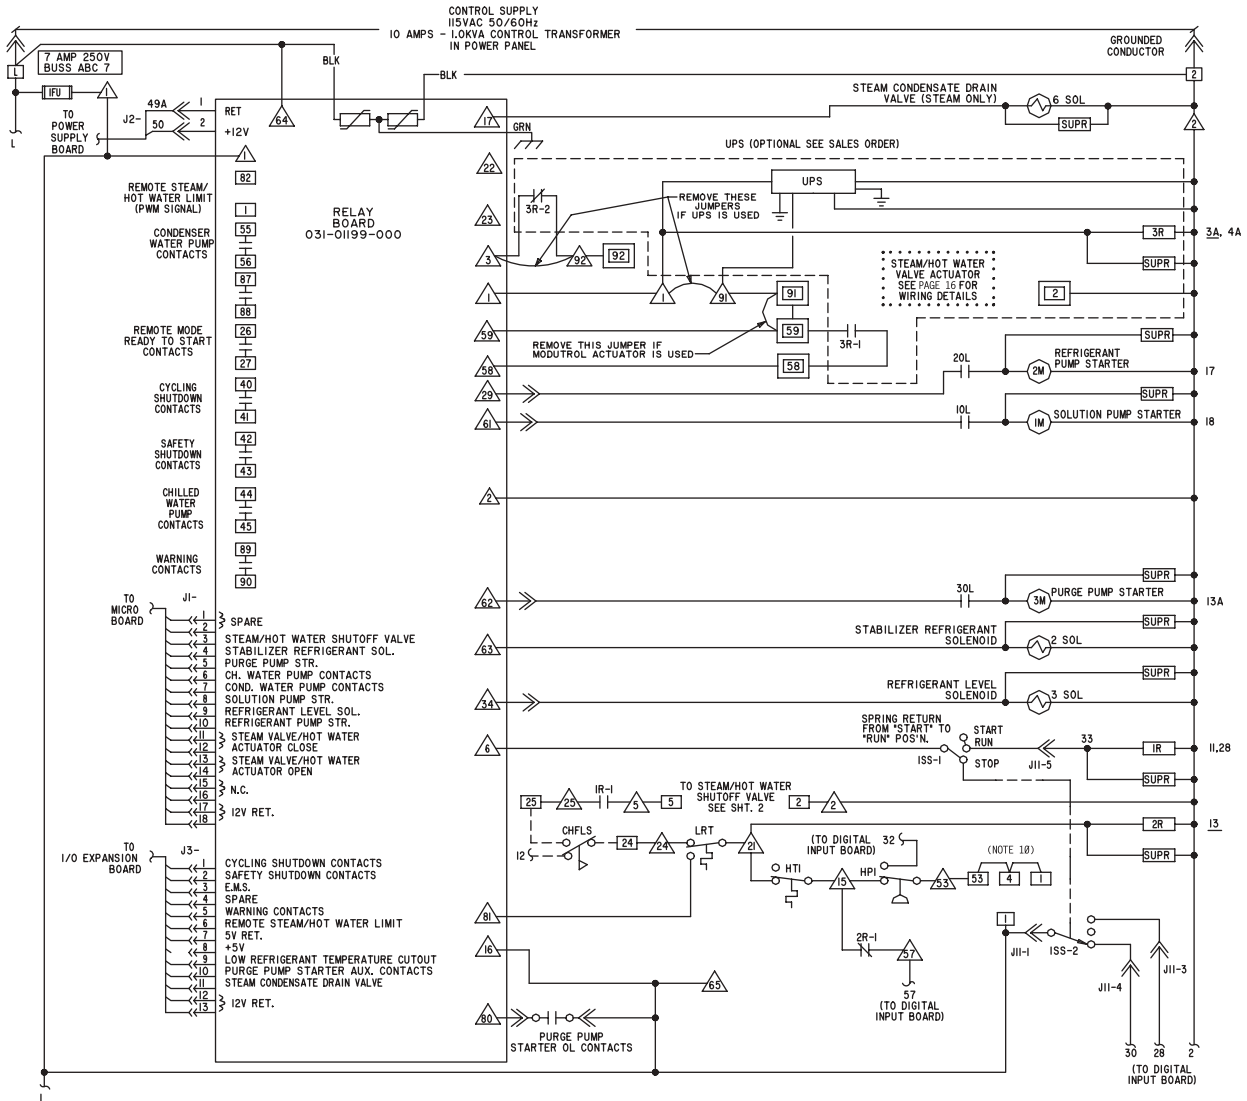 CONTROL SUPPLY
115VAC 50/60Hz
10 AMPS - 1.0KVA CONTROL TRANSFORMER
IN POWER PANEL
GROUNDED
CONDUCTOR
L
7 AMP 250V
BUSS ABC 7
1FU
1
BLK
BLK
2
L
TO
POWER
SUPPLY
BOARD
J2-
49A
50
1
RET
2
+12V
64
17
GRN
STEAM CONDENSATE DRAIN
VALVE (STEAM ONLY)
6 SOL
SUPR
2
1
82
REMOTE STEAM/
HOT WATER LIMIT
(PWM SIGNAL)
1
RELAY
BOARD
031-01199-000
22
23
UPS (OPTIONAL SEE SALES ORDER)
UPS
3R-2
REMOVE THESE
JUMPERS
IF UPS IS USED
CONDENSER
WATER PUMP
CONTACTS
55
56
3
92
92
3R
3A, 4A
SUPR
STEAM/HOT WATER
VALVE ACTUATOR
SEE PAGE 16 FOR
WIRING DETAILS
87
88
1
1
91
91
2
REMOTE MODE
READY TO START
CONTACTS
26
27
59
59
3R-1
REMOVE THIS JUMPER IF
MODUTROL ACTUATOR IS USED
58
58
SUPR
CYCLING
SHUTDOWN
CONTACTS
40
41
29
20L
2M
REFRIGERANT
PUMP STARTER
17
SUPR
61
10L
1M
SOLUTION PUMP STARTER
18
SAFETY
SHUTDOWN
CONTACTS
42
43
CHILLED
WATER
PUMP
CONTACTS
44
45
2
WARNING
CONTACTS
89
90
SUPR
62
30L
3M
PURGE PUMP STARTER
13A
SUPR
63
STABILIZER REFRIGERANT
SOLENOID
2 SOL
SUPR
34
REFRIGERANT LEVEL
SOLENOID
3 SOL
TO
MICRO
BOARD
J1-
1
2
SPARE
3
STEAM/HOT WATER SHUTOFF VALVE
4
STABILIZER REFRIGERANT SOL.
5
PURGE PUMP STR.
6
CH. WATER PUMP CONTACTS
7
COND. WATER PUMP CONTACTS
8
SOLUTION PUMP STR.
9
REFRIGERANT LEVEL SOL.
10
REFRIGERANT PUMP STR.
11
STEAM VALVE/HOT WATER
12
ACTUATOR CLOSE
13
STEAM VALVE/HOT WATER
14
ACTUATOR OPEN
15
N.C.
16
17
12V RET.
18
SPRING RETURN
FROM "START" TO
"RUN" POS'N.
START
RUN
STOP
6
ISS-1
J11-5
33
1R
11,28
SUPR
25
25
1R-1
5
5
TO STEAM/HOT WATER
SHUTOFF VALVE
SEE SHT. 2
2
2
CHFLS
12
24
24
LRT
21
2R
13
SUPR
(TO DIGITAL
INPUT BOARD)
32
HT1
15
HP1
53
(NOTE 10)
53
4
1
TO
I/O EXPANSION
BOARD
J3-
1
CYCLING SHUTDOWN CONTACTS
2
SAFETY SHUTDOWN CONTACTS
3
E.M.S.
4
SPARE
5
WARNING CONTACTS
6
REMOTE STEAM/HOT WATER LIMIT
7
5V RET.
8
+5V
9
LOW REFRIGERANT TEMPERATURE CUTOUT
10
PURGE PUMP STARTER AUX. CONTACTS
11
STEAM CONDENSATE DRAIN VALVE
12
12V RET.
13
81
1
J11-1
ISS-2
J11-3
J11-4
2R-1
57
57
(TO DIGITAL
INPUT BOARD)
16
65
80
PURGE PUMP
STARTER OL CONTACTS
30
28
2
(TO DIGITAL
INPUT BOARD)
L